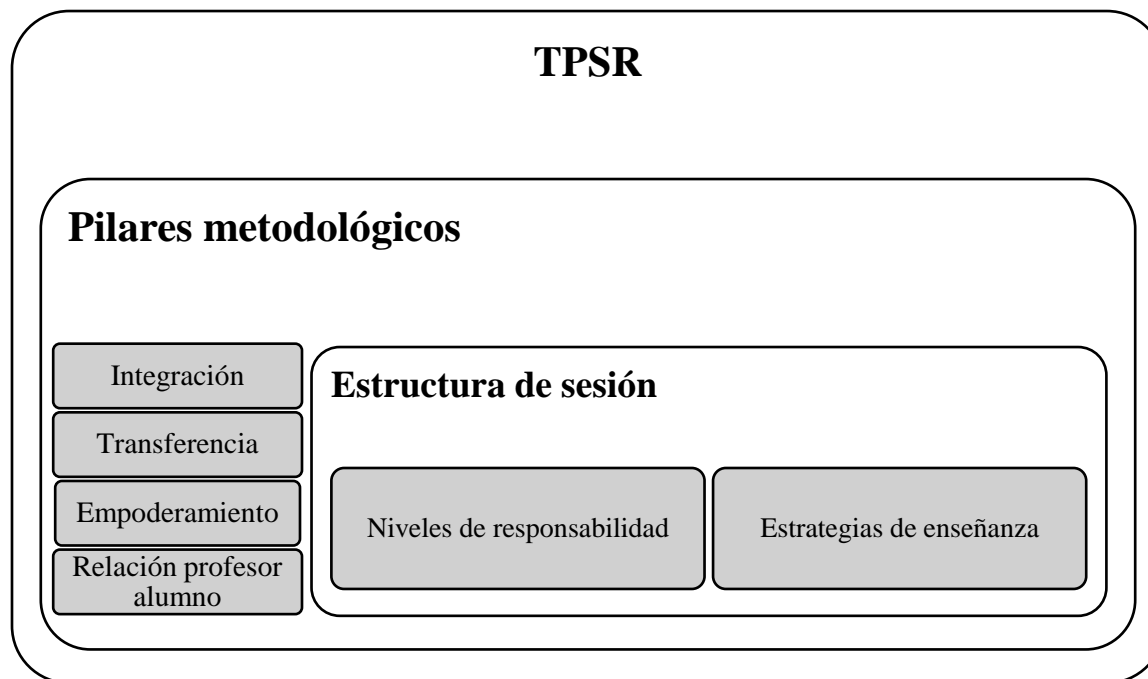 TPSR
Pilares metodológicos
Integración
Transferencia
Empoderamiento
Relación profesor
alumno
Estructura de sesión
Niveles de responsabilidad
Estrategias de enseñanza